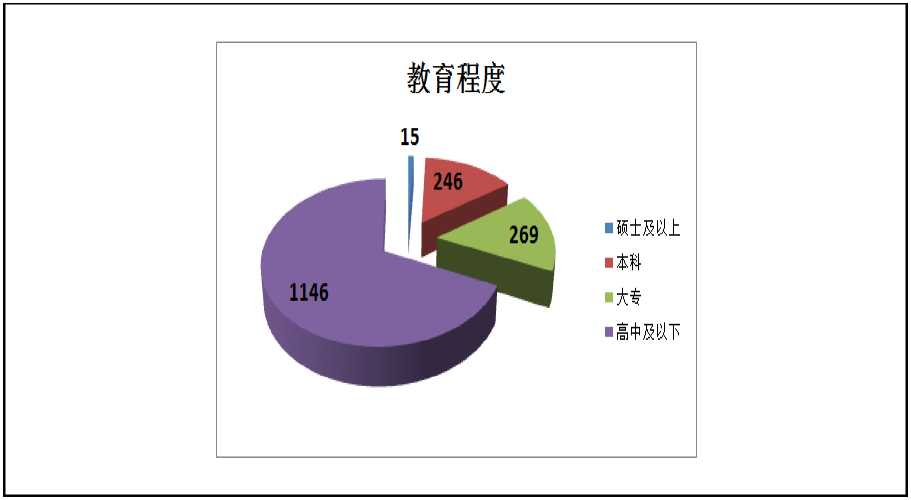 教育程度
15
246
269
1146
硕士及以上
本科
大专
高中及以下